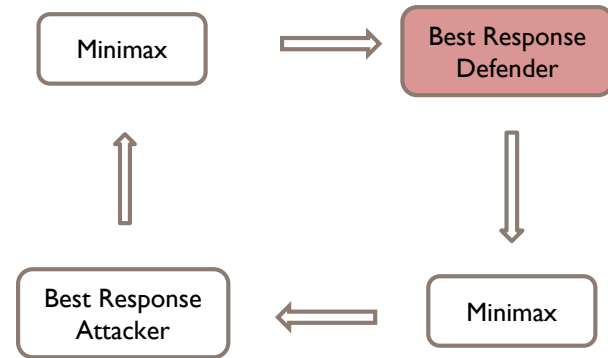 Minimax
Best Response
Defender
Best Response
Attacker
Minimax